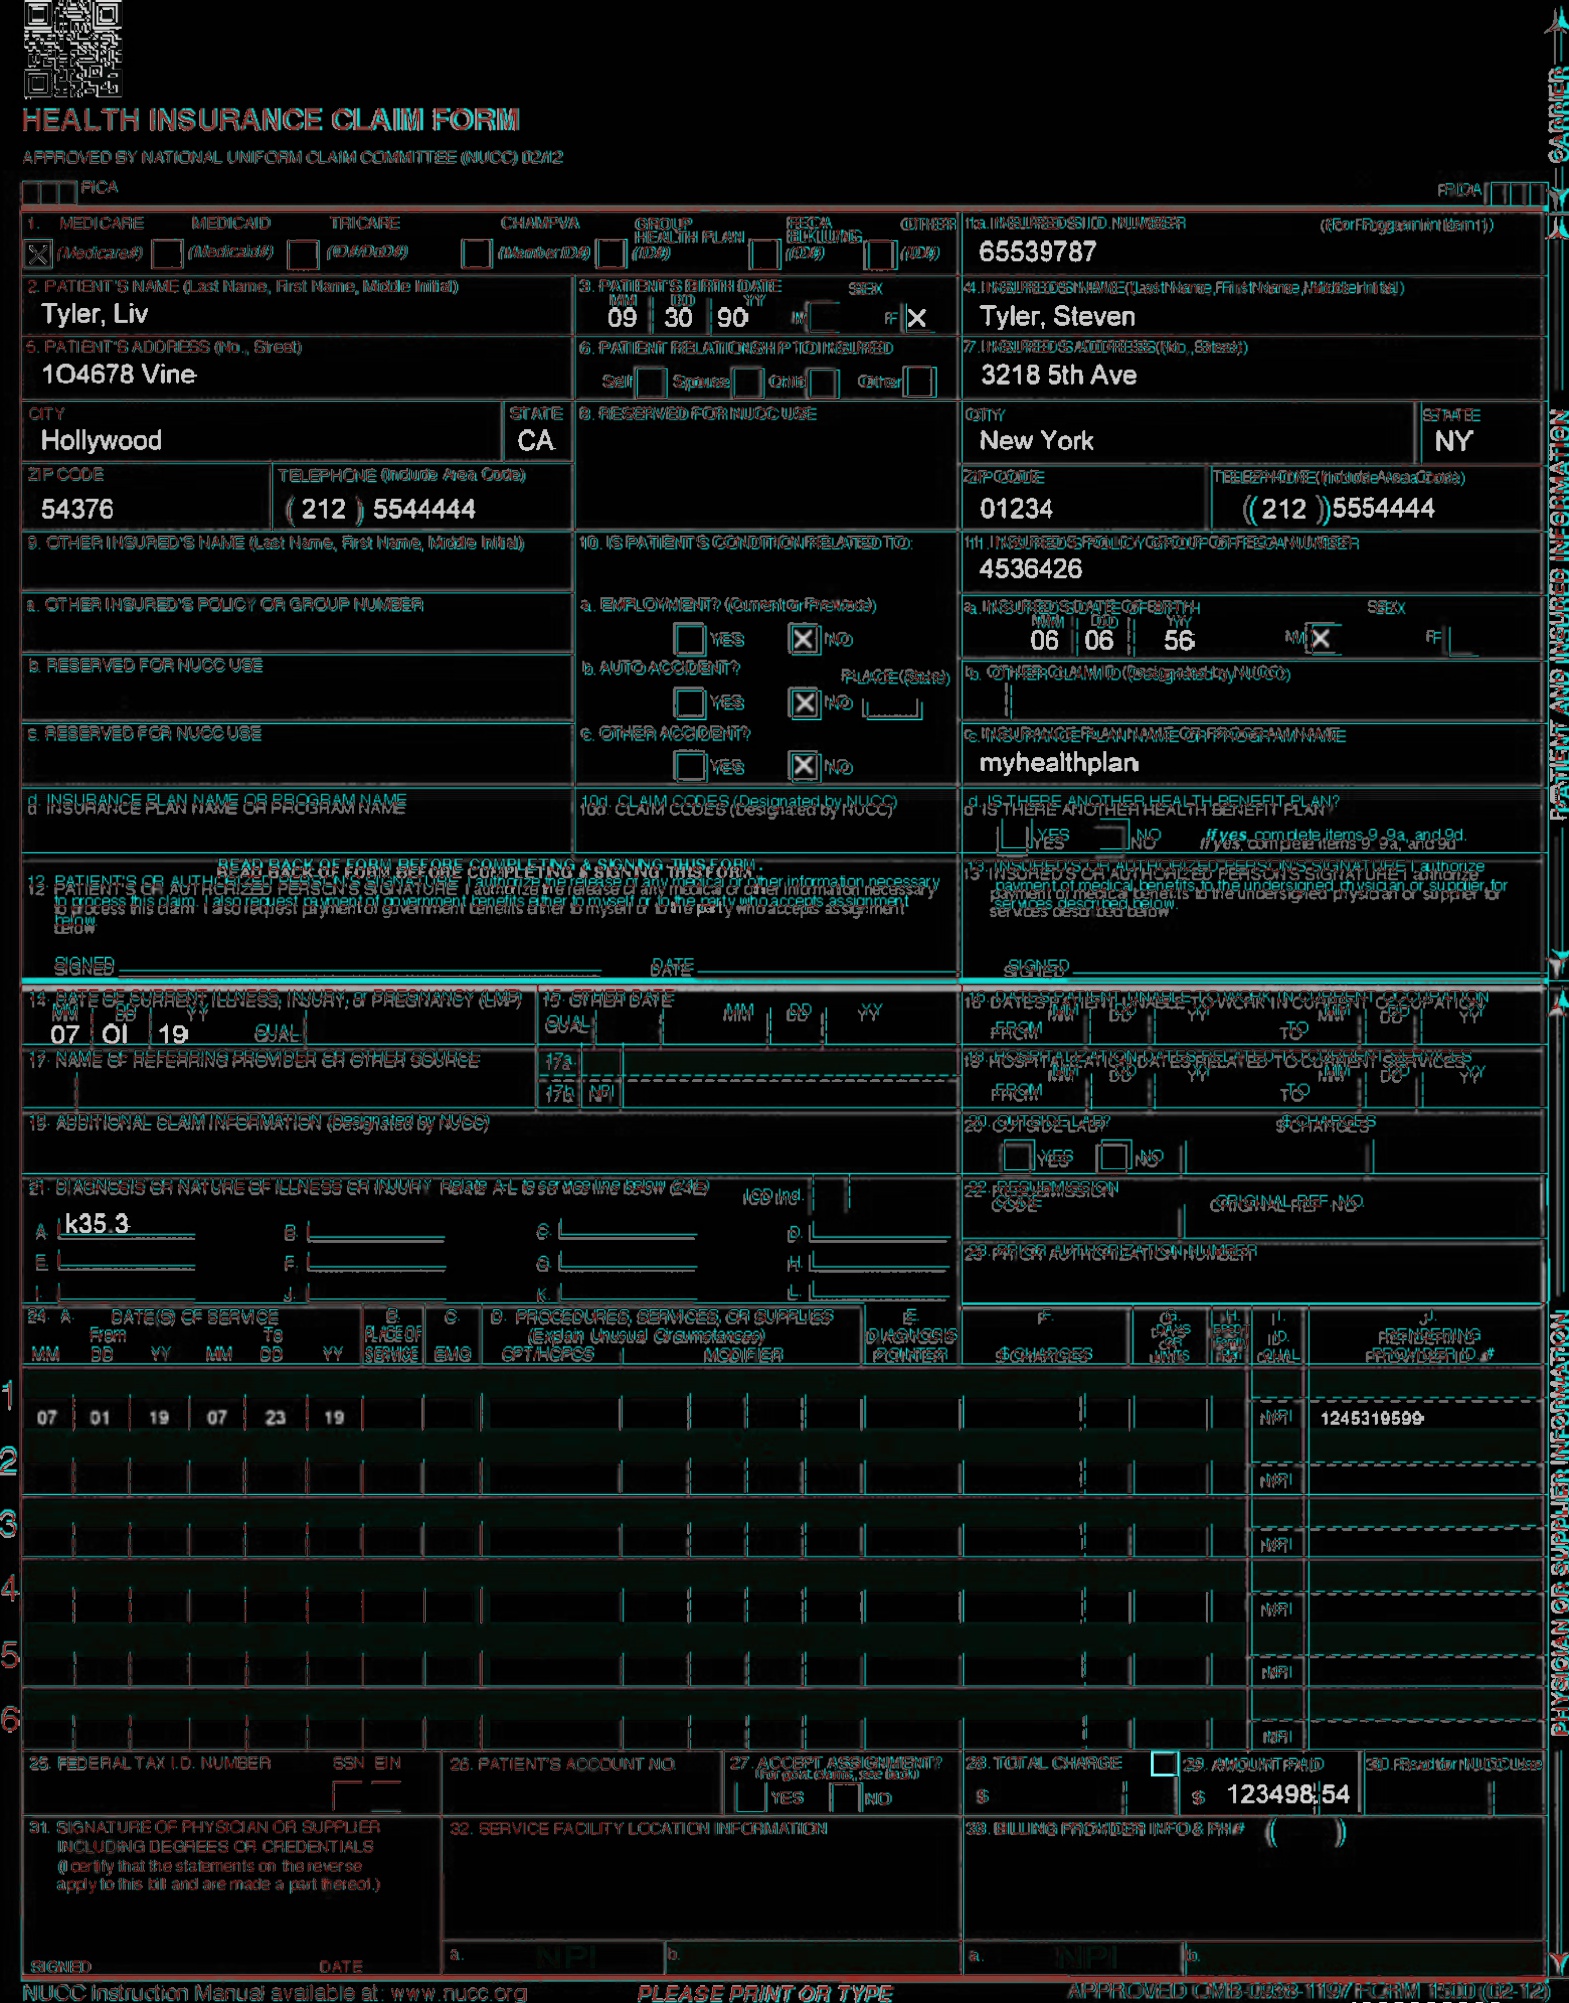 HEALTH INSURANCE CLAIM FORM
APPROVED BY NATIONAL UNIFORM CLAIM COMMITTEE (NUCC) 02/12
PICA PICA
1. MEDICARE MEDICAID TRICARE CHAMPVA GROUP HEALTH PLAN FECA BLK LUNG OTHER 1a. INSURED'S I.D. NUMBER (For Program in Item 1)
X (Medicare#) (Medicaid#) (ID#/DoD#) (Member ID#) (ID#) (ID#) (ID#) 65539787
2. PATIENT'S NAME (Last Name, First Name, Middle Initial) 3. PATIENT'S BIRTH DATE SEX 4. INSURED'S NAME (Last Name, First Name, Middle Initial)
MM DD YY
Tyler, Liv 09 30 90 M F X Tyler, Steven
5. PATIENT'S ADDRESS (No., Street) 6. PATIENT RELATIONSHIP TO INSURED 7. INSURED'S ADDRESS (No., Street)
1O4678 Vine Self Spouse Child Other 3218 5th Ave
CITY STATE 8. RESERVED FOR NUCC USE CITY STATE
Hollywood CA New York NY
ZIP CODE TELEPHONE (Include Area Code) ZIP CODE TELEPHONE (Include Area Code)
54376 (212) 5544444 01234 (212) 5554444
9. OTHER INSURED'S NAME (Last Name, First Name, Middle Initial) 10. IS PATIENT'S CONDITION RELATED TO: 11. INSURED'S POLICY GROUP OR FECA NUMBER
4536426
a. OTHER INSURED'S POLICY OR GROUP NUMBER a. EMPLOYMENT? (Current or Previous) a. INSURED'S DATE OF BIRTH SEX
MM DD YY
YES X NO 06 06 56 M X F
b. RESERVED FOR NUCC USE b. AUTO ACCIDENT? PLACE (State) b. OTHER CLAIM ID (Designated by NUCC)
YES X NO
c. RESERVED FOR NUCC USE c. OTHER ACCIDENT? c. INSURANCE PLAN NAME OR PROGRAM NAME
YES X NO myhealthplan
d. INSURANCE PLAN NAME OR PROGRAM NAME 10d. CLAIM CODES (Designated by NUCC) d. IS THERE ANOTHER HEALTH BENEFIT PLAN?
YES NO If yes, complete items 9, 9a, and 9d.
READ BACK OF FORM BEFORE COMPLETING & SIGNING THIS FORM.
12. PATIENT'S OR AUTHORIZED PERSON'S SIGNATURE I authorize the release of any medical or other information necessary
to process this claim. I also request payment of government benefits either to myself or to the party who accepts assignment
below.
SIGNED DATE
13. INSURED'S OR AUTHORIZED PERSON'S SIGNATURE I authorize
payment of medical benefits to the undersigned physician or supplier for
services described below.
SIGNED
14. DATE OF CURRENT ILLNESS, INJURY, or PREGNANCY (LMP) 15. OTHER DATE 16. DATES PATIENT UNABLE TO WORK IN CURRENT OCCUPATION
MM DD YY MM DD YY MM DD YY MM DD YY
07 OI 19 QUAL. QUAL. FROM TO
17. NAME OF REFERRING PROVIDER OR OTHER SOURCE 17a. 18. HOSPITALIZATION DATES RELATED TO CURRENT SERVICES
MM DD YY MM DD YY
17b. NPI FROM TO
19. ADDITIONAL CLAIM INFORMATION (Designated by NUCC) 20. OUTSIDE LAB? $ CHARGES
YES NO
21. DIAGNOSIS OR NATURE OF ILLNESS OR INJURY Relate A-L to service line below (24E) ICD Ind. 22. RESUBMISSION CODE ORIGINAL REF. NO.
A. k35.3 B. C. D.
E. F. G. H. 23. PRIOR AUTHORIZATION NUMBER
I. J. K. L.
24. A. DATE(S) OF SERVICE B. C. D. PROCEDURES, SERVICES, OR SUPPLIES E. F. G. H. I. J.
From To PLACE OF (Explain Unusual Circumstances) DIAGNOSIS DAYS OR ID. RENDERING
MM DD YY MM DD YY SERVICE EMG CPT/HCPCS MODIFIER POINTER $ CHARGES UNITS QUAL. PROVIDER ID. #
1
07 01 19 07 23 19 NPI 1245319599
2 NPI
3 NPI
4 NPI
5 NPI
6 NPI
25. FEDERAL TAX I.D. NUMBER SSN EIN 26. PATIENT'S ACCOUNT NO. 27. ACCEPT ASSIGNMENT? 28. TOTAL CHARGE 29. AMOUNT PAID 30. Rsvd for NUCC Use
(For govt. claims, see back)
YES NO $ $ 123498 54
31. SIGNATURE OF PHYSICIAN OR SUPPLIER
INCLUDING DEGREES OR CREDENTIALS
(I certify that the statements on the reverse
apply to this bill and are made a part thereof.)
SIGNED DATE
32. SERVICE FACILITY LOCATION INFORMATION
a. NPI b.
33. BILLING PROVIDER INFO & PH # ( )
a. NPI b.
NUCC Instruction Manual available at: www.nucc.org PLEASE PRINT OR TYPE APPROVED OMB-0938-1197 FORM 1500 (02-12)
CARRIER
PATIENT AND INSURED INFORMATION
PHYSICIAN OR SUPPLIER INFORMATION